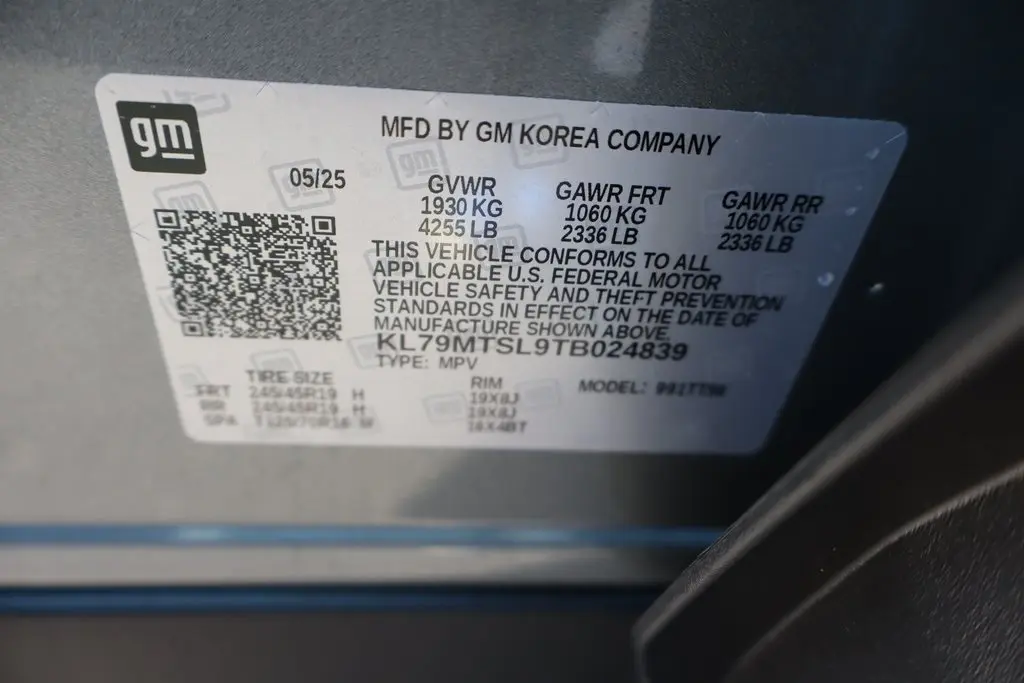 gm
MFD BY GM KOREA COMPANY
05/25
GVWR GAWR FRT GAWR RR
1930 KG 1060 KG 1060 KG
4255 LB 2336 LB 2336 LB
THIS VEHICLE CONFORMS TO ALL
APPLICABLE U.S. FEDERAL MOTOR
VEHICLE SAFETY AND THEFT PREVENTION
STANDARDS IN EFFECT ON THE DATE OF
MANUFACTURE SHOWN ABOVE
KL79MTSL9TB024839
TYPE: MPV
TIRE SIZE RIM MODEL:
FRT 245/45R19 H 19X8J
RR 245/45R19 H 19X8J
SPA 16X4BT